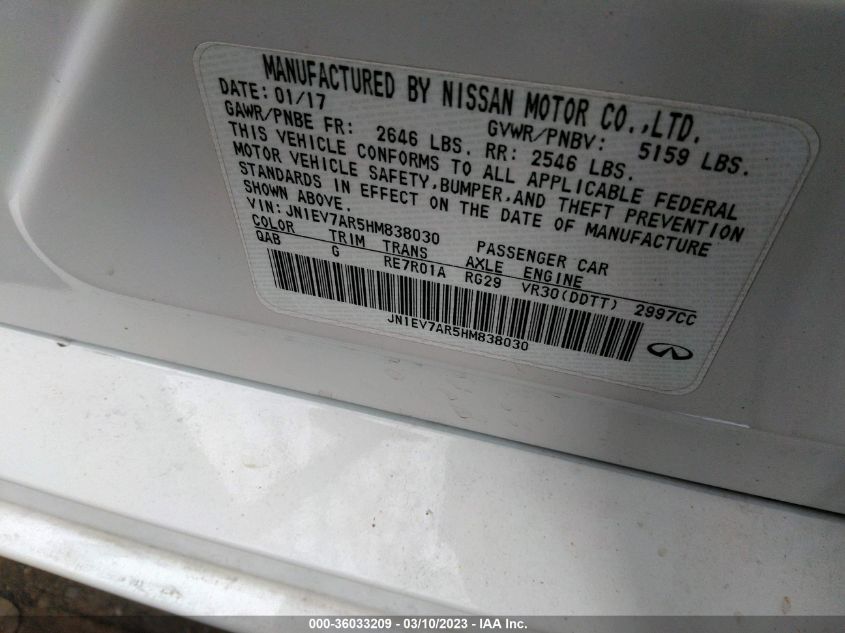 MANUFACTURED BY NISSAN MOTOR CO.,LTD.
DATE: 01/17 GVWR/PNBV: 5159 LBS.
GAWR/PNBE FR: 2646 LBS. RR: 2546 LBS.
THIS VEHICLE CONFORMS TO ALL APPLICABLE FEDERAL
MOTOR VEHICLE SAFETY,BUMPER,AND THEFT PREVENTION
STANDARDS IN EFFECT ON THE DATE OF MANUFACTURE
SHOWN ABOVE.
VIN: JN1EV7AR5HM838030 PASSENGER CAR
COLOR TRIM TRANS AXLE ENGINE
QAB G RE7R01A RG29 VR30(DDTT) 2997CC
JN1EV7AR5HM838030
000-36033209 - 03/10/2023 - IAA Inc.